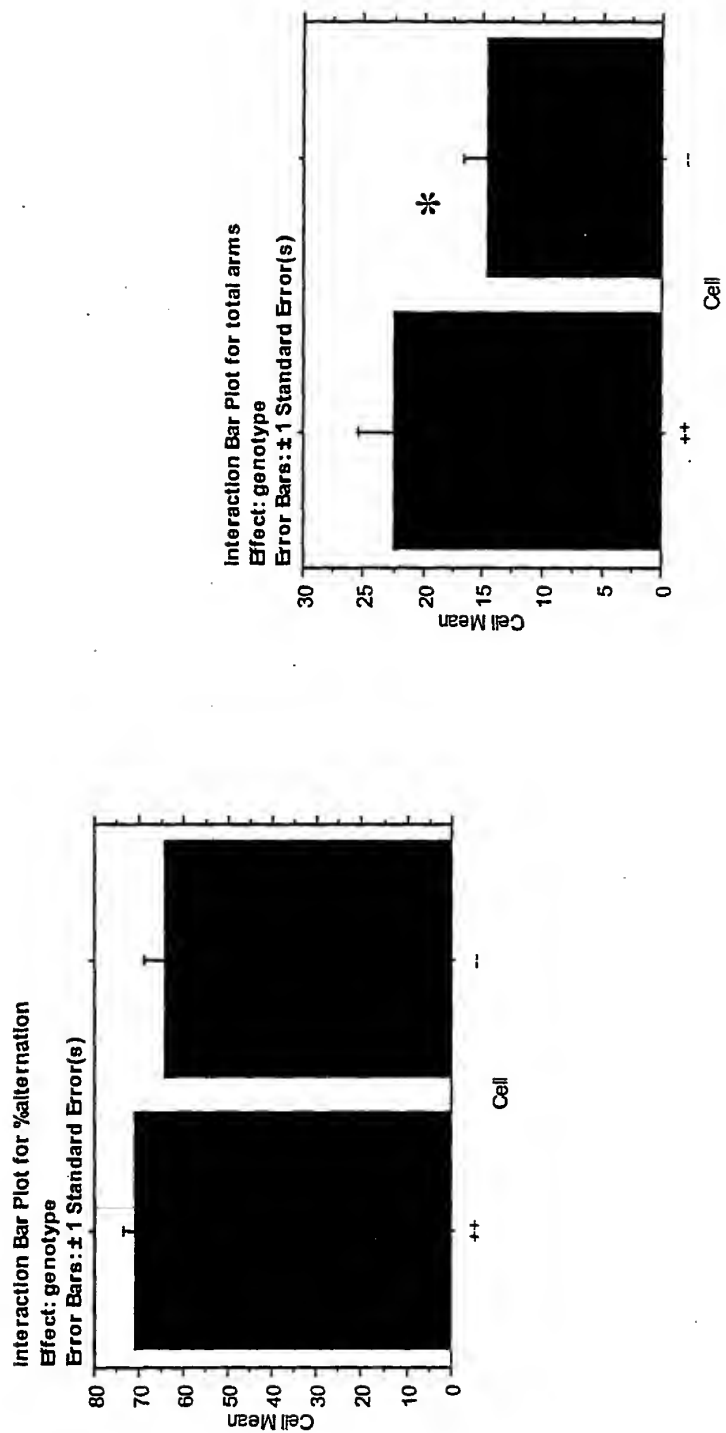 Interaction Bar Plot for %alternation
Effect: genotype
Error Bars: ± 1 Standard Error(s)
80
70
60
50
40
30
20
10
0
Cell Mean
++
--
Cell
Interaction Bar Plot for total arms
Effect: genotype
Error Bars: ± 1 Standard Error(s)
30
25
20
15
10
5
0
Cell Mean
*
++
--
Cell